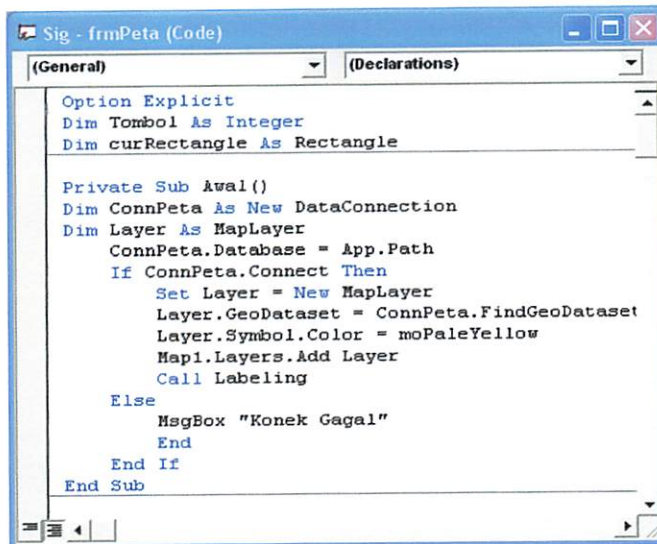 Sig - frmPeta (Code)
(General) (Declarations)
Option Explicit
Dim Tombol As Integer
Dim curRectangle As Rectangle
Private Sub Awal()
Dim ConnPeta As New DataConnection
Dim Layer As MapLayer
ConnPeta.Database = App.Path
If ConnPeta.Connect Then
Set Layer = New MapLayer
Layer.GeoDataset = ConnPeta.FindGeoDataset
Layer.Symbol.Color = moPaleYellow
Map1.Layers.Add Layer
Call Labeling
Else
MsgBox "Konek Gagal"
End
End If
End Sub